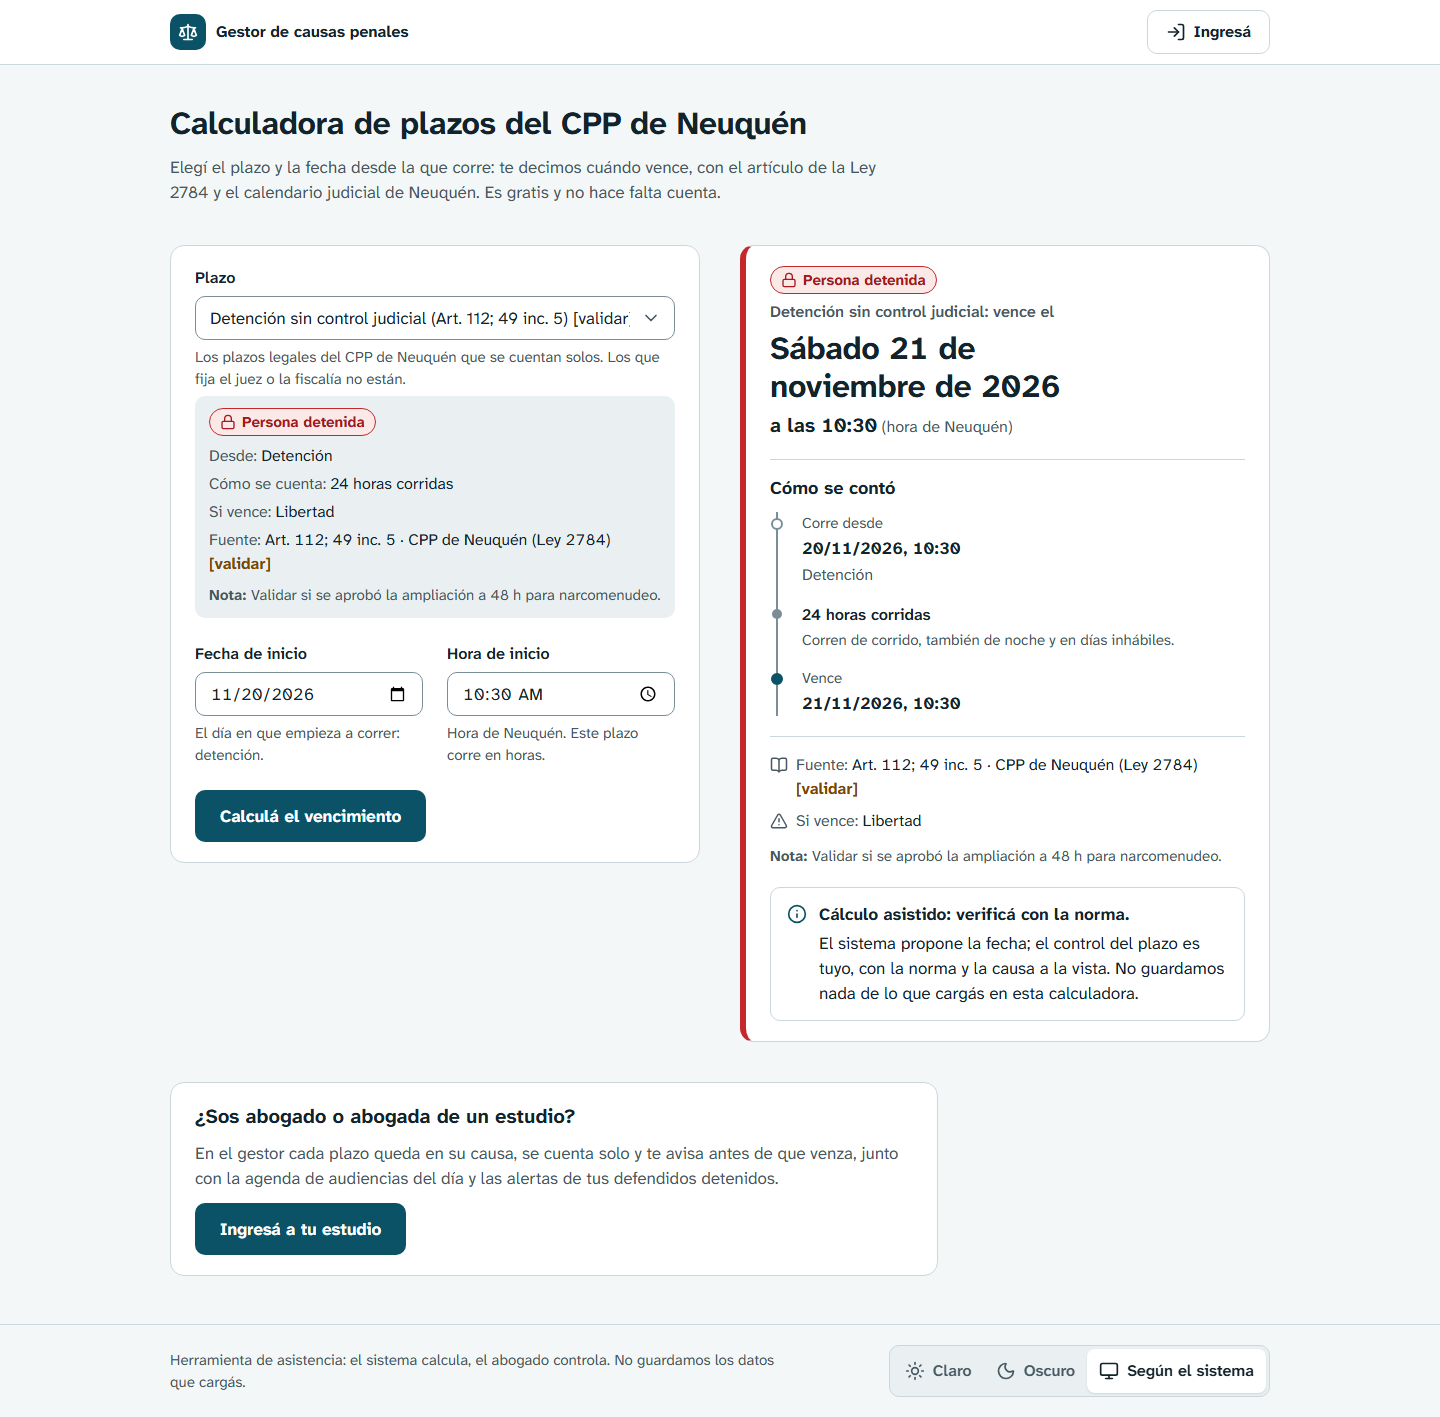 Gestor de causas penales
Ingresá
Calculadora de plazos del CPP de Neuquén
Elegí el plazo y la fecha desde la que corre: te decimos cuándo vence, con el artículo de la Ley
2784 y el calendario judicial de Neuquén. Es gratis y no hace falta cuenta.
Plazo
Detención sin control judicial (Art. 112; 49 inc. 5) [validar]
Los plazos legales del CPP de Neuquén que se cuentan solos. Los que
fija el juez o la fiscalía no están.
Persona detenida
Desde: Detención
Cómo se cuenta: 24 horas corridas
Si vence: Libertad
Fuente: Art. 112; 49 inc. 5 · CPP de Neuquén (Ley 2784)
[validar]
Nota: Validar si se aprobó la ampliación a 48 h para narcomenudeo.
Fecha de inicio
11/20/2026
El día en que empieza a correr:
detención.
Hora de inicio
10:30 AM
Hora de Neuquén. Este plazo
corre en horas.
Calculá el vencimiento
Persona detenida
Detención sin control judicial: vence el
Sábado 21 de
noviembre de 2026
a las 10:30 (hora de Neuquén)
Cómo se contó
Corre desde
20/11/2026, 10:30
Detención
24 horas corridas
Corren de corrido, también de noche y en días inhábiles.
Vence
21/11/2026, 10:30
Fuente: Art. 112; 49 inc. 5 · CPP de Neuquén (Ley 2784)
[validar]
Si vence: Libertad
Nota: Validar si se aprobó la ampliación a 48 h para narcomenudeo.
Cálculo asistido: verificá con la norma.
El sistema propone la fecha; el control del plazo es
tuyo, con la norma y la causa a la vista. No guardamos
nada de lo que cargás en esta calculadora.
¿Sos abogado o abogada de un estudio?
En el gestor cada plazo queda en su causa, se cuenta solo y te avisa antes de que venza, junto
con la agenda de audiencias del día y las alertas de tus defendidos detenidos.
Ingresá a tu estudio
Herramienta de asistencia: el sistema calcula, el abogado controla. No guardamos los datos
que cargás.
Claro
Oscuro
Según el sistema